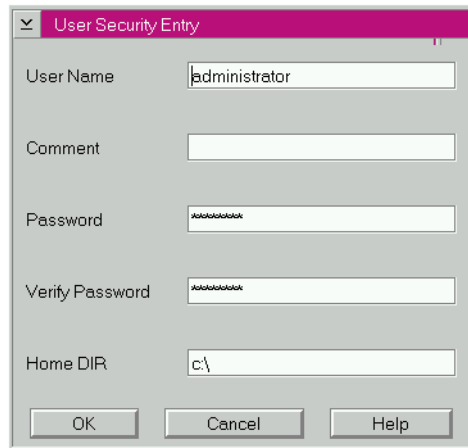 User Security Entry
User Name administrator
Comment
Password ********
Verify Password ********
Home DIR c:\
OK Cancel Help